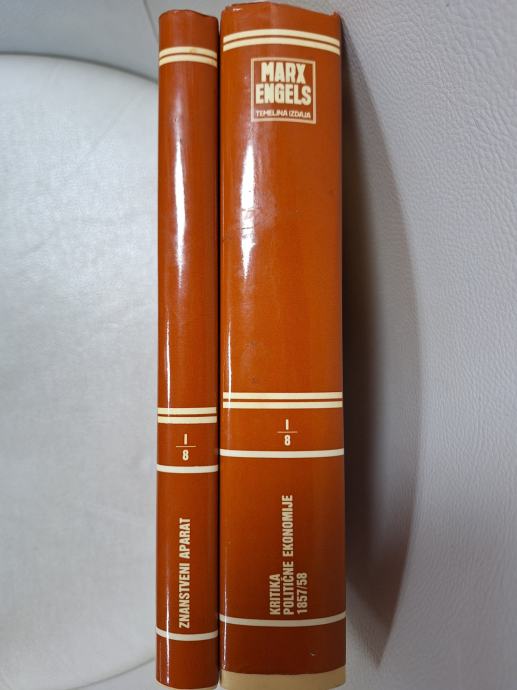 I
8
ZNANSTVENI APARAT
MARX
ENGELS
TEMELJNA IZDAJA
I
8
KRITIKA
POLITIČNE EKONOMIJE
1857/58